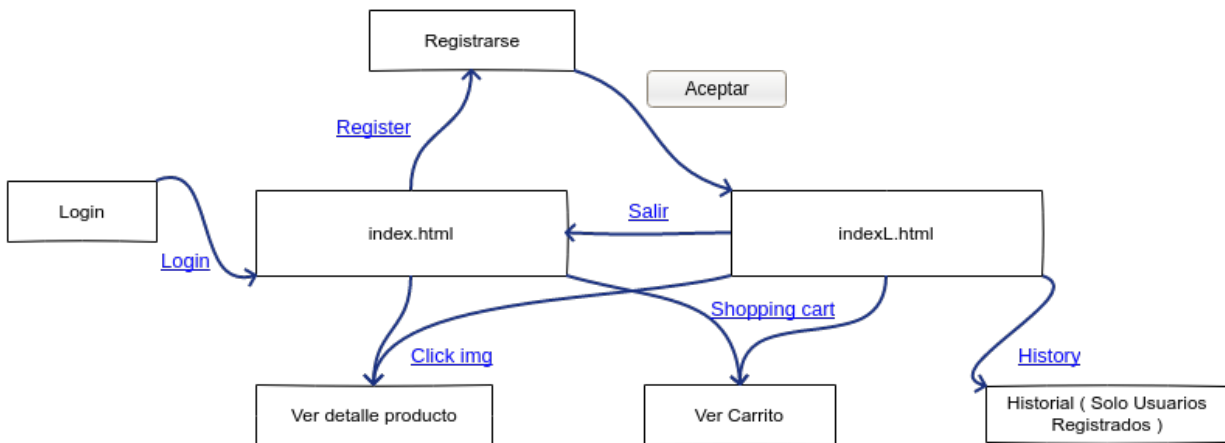 Registrarse
Aceptar
Register
Login
index.html
Salir
indexL.html
Login
Shopping cart
Click img
History
Ver detalle producto
Ver Carrito
Historial ( Solo Usuarios
Registrados )